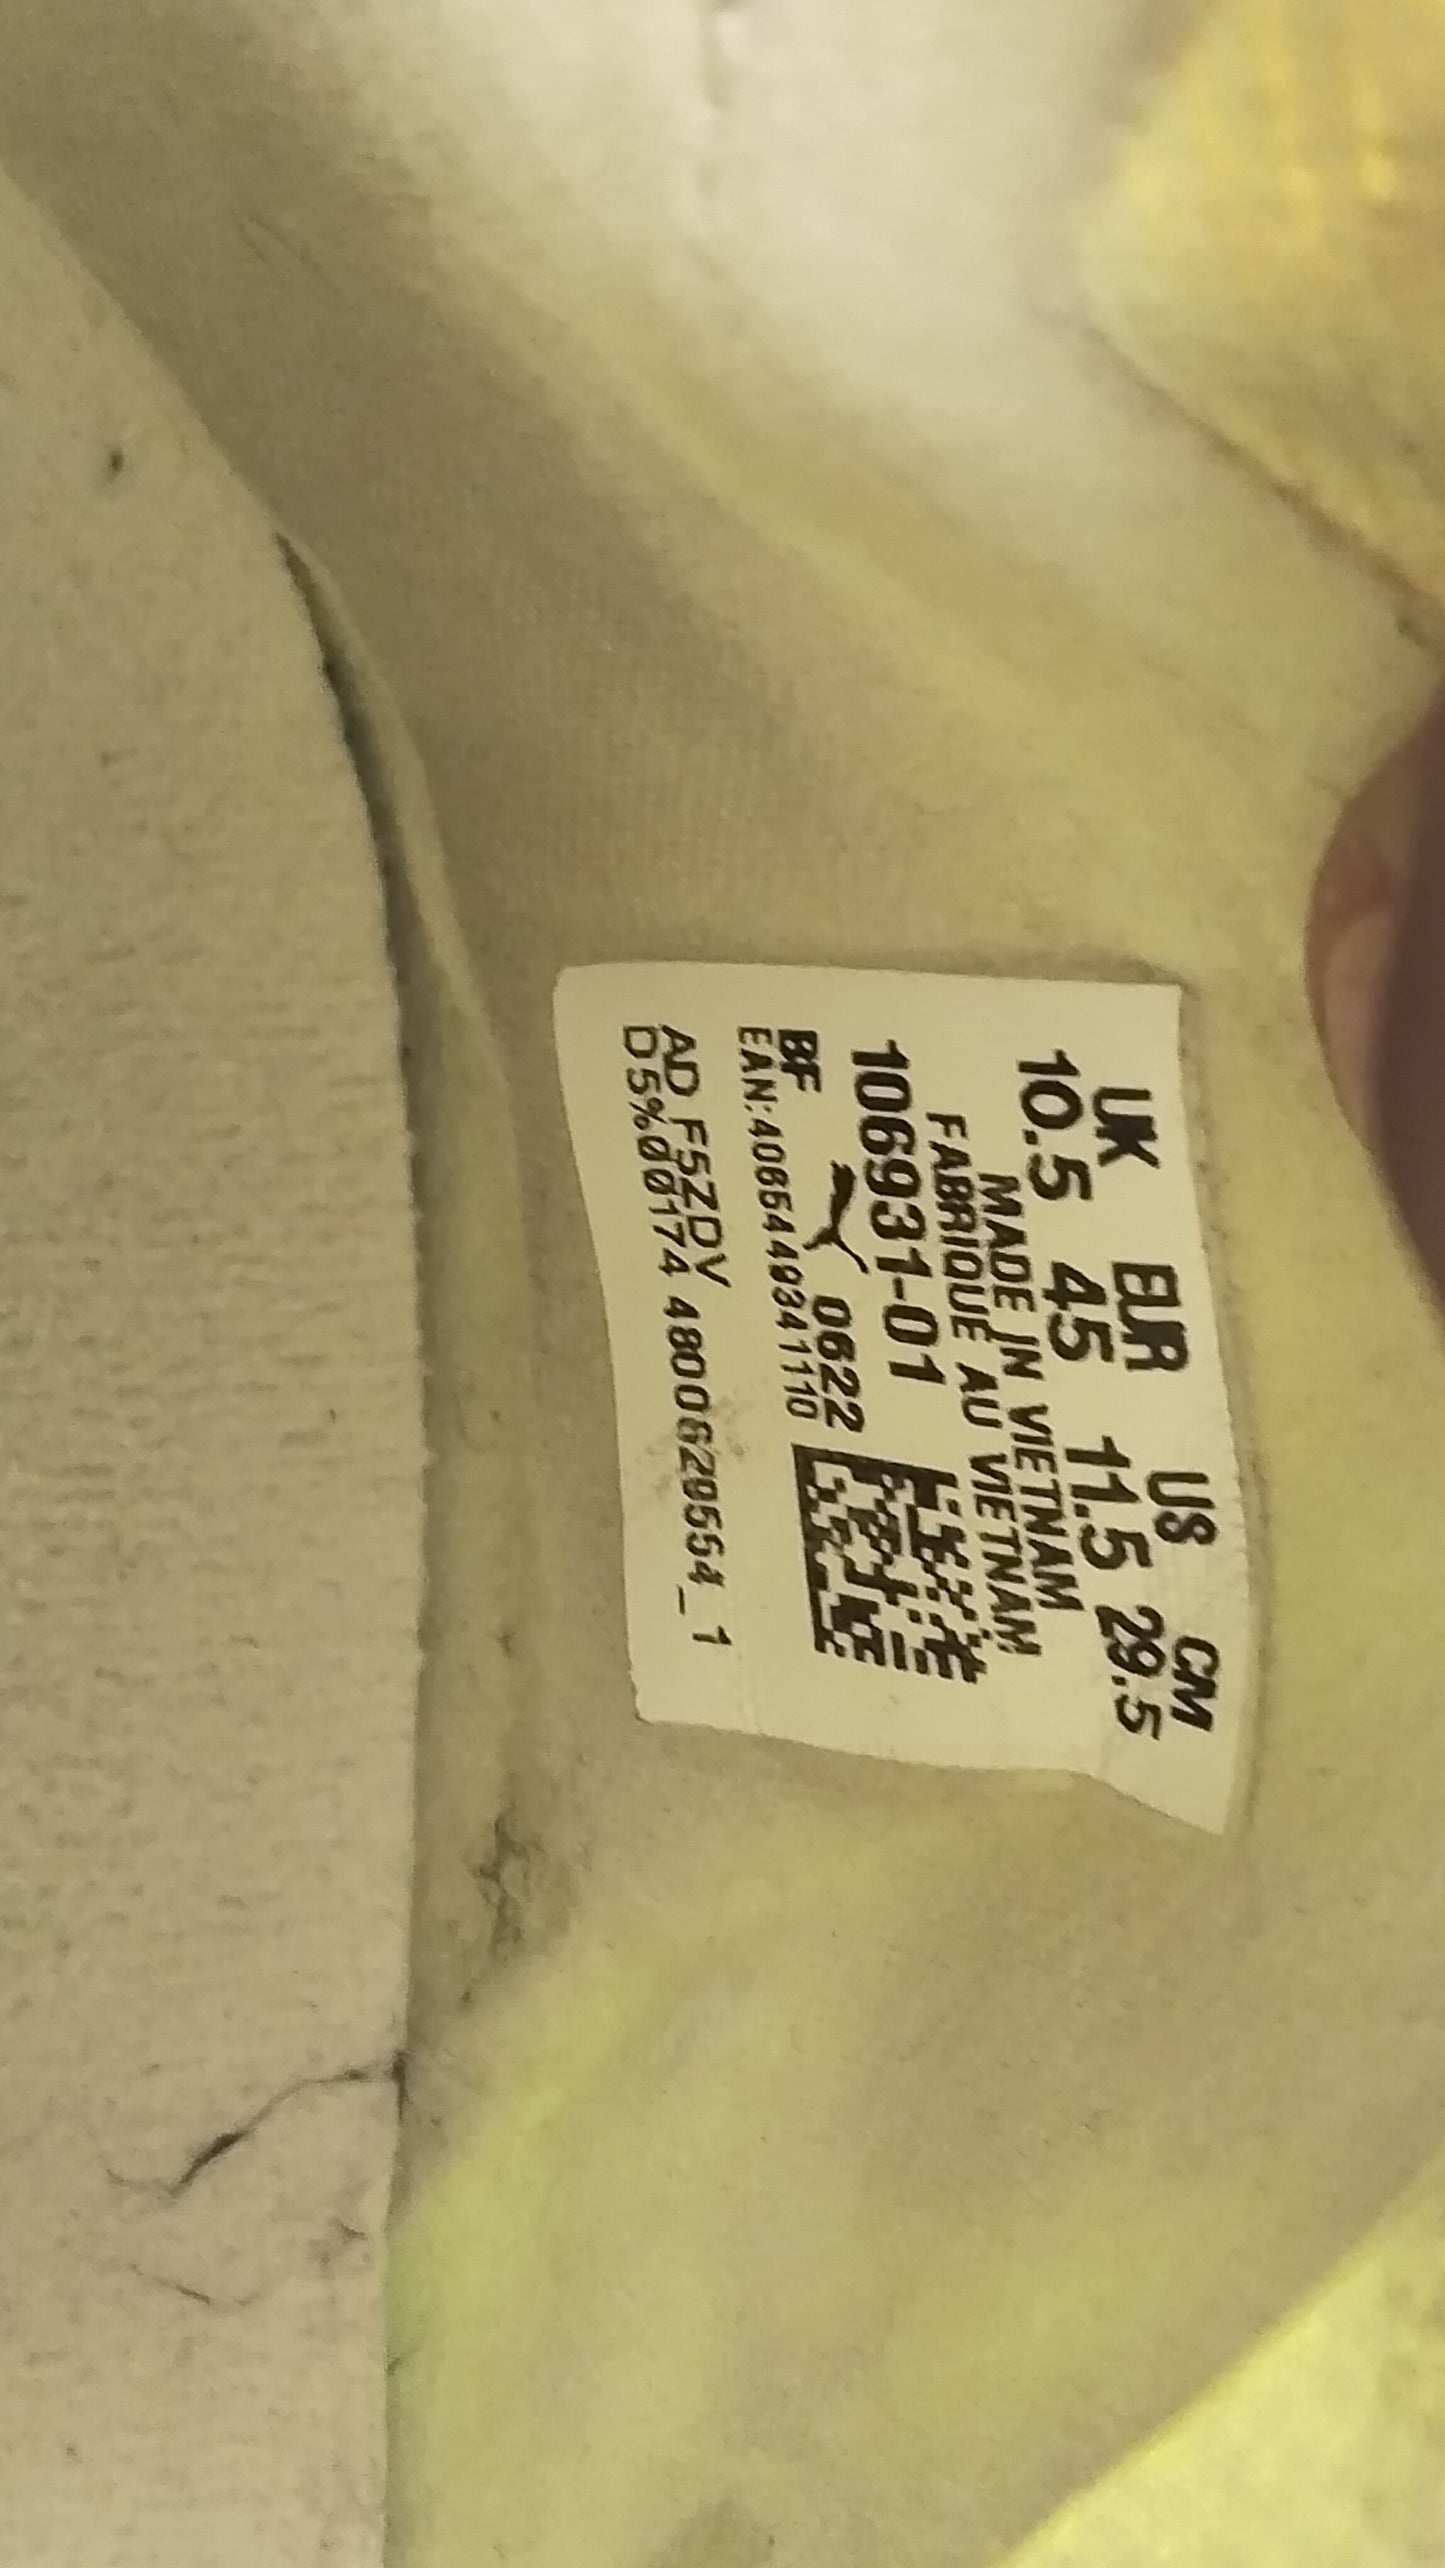 UK EUR US CM
10.5 45 11.5 29.5
MADE IN VIETNAM
FABRIQUÉ AU VIETNAM
106931-01
BF 0622
EAN:4065449341110
AD F5ZDV
D5%00174 4800629554_1